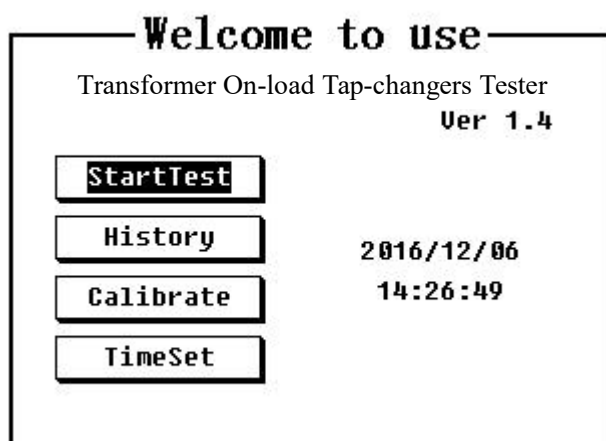 Welcome to use
Transformer On-load Tap-changers Tester
Ver 1.4
StartTest
History
2016/12/06
Calibrate
14:26:49
TimeSet